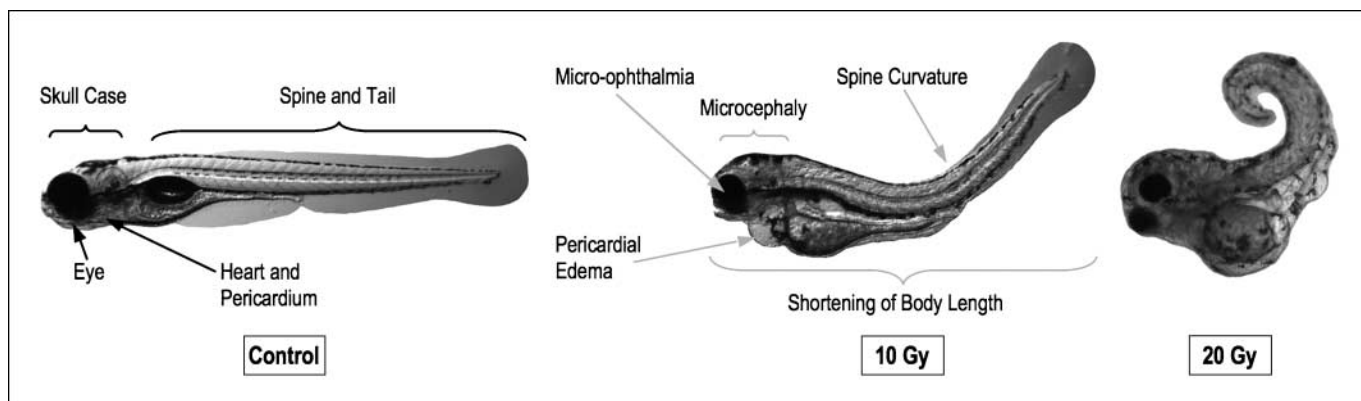 Skull Case
Spine and Tail
Eye
Heart and
Pericardium
Control
Micro-ophthalmia
Microcephaly
Spine Curvature
Pericardial
Edema
Shortening of Body Length
10 Gy
20 Gy